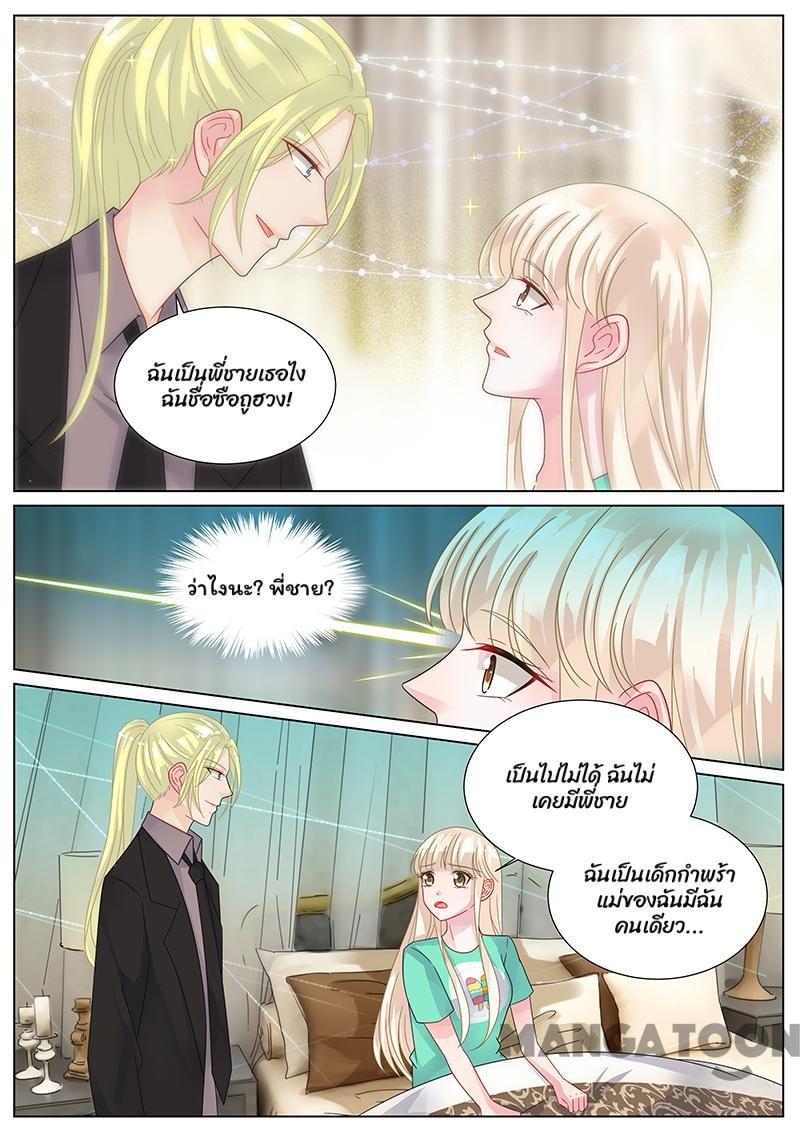 ฉันเป็นพี่ชายเธอไง
ฉันชื่อซือถูฮวง!
ว่าไงนะ? พี่ชาย?
เป็นไปไม่ได้ ฉันไม่
เคยมีพี่ชาย
ฉันเป็นเด็กกำพร้า
แม่ของฉันมีฉัน
คนเดียว...
MANGATOON